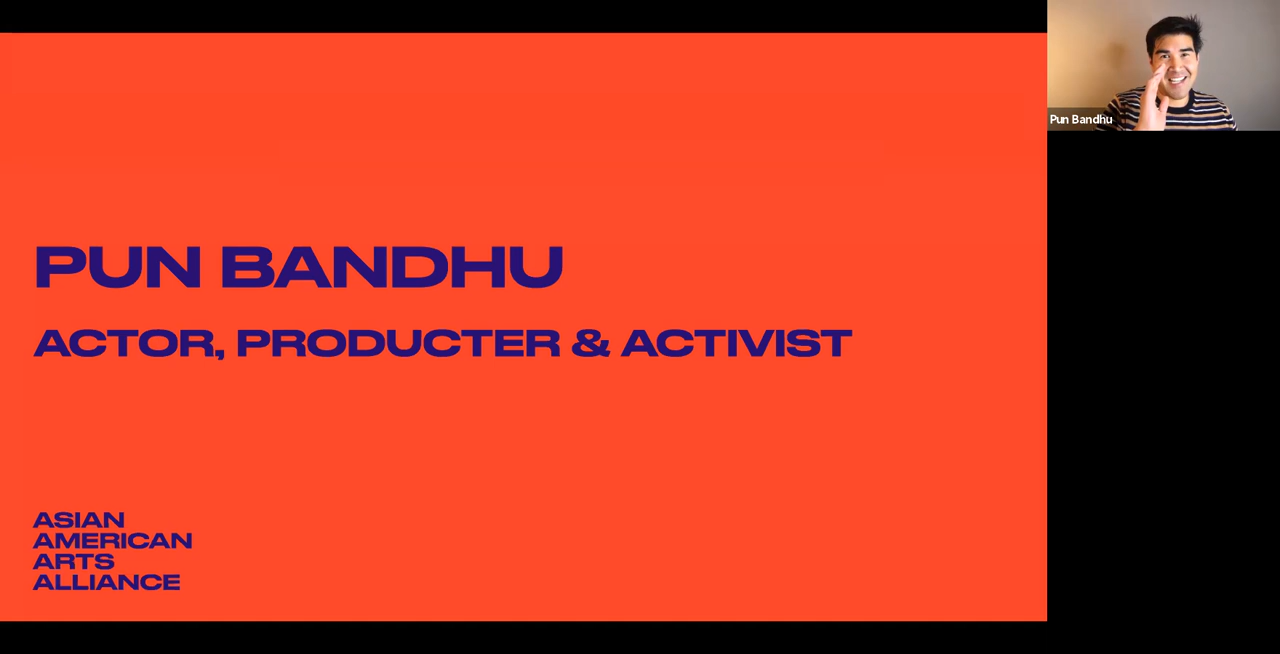 Pun Bandhu
PUN BANDHU
ACTOR, PRODUCTER & ACTIVIST
ASIAN
AMERICAN
ARTS
ALLIANCE